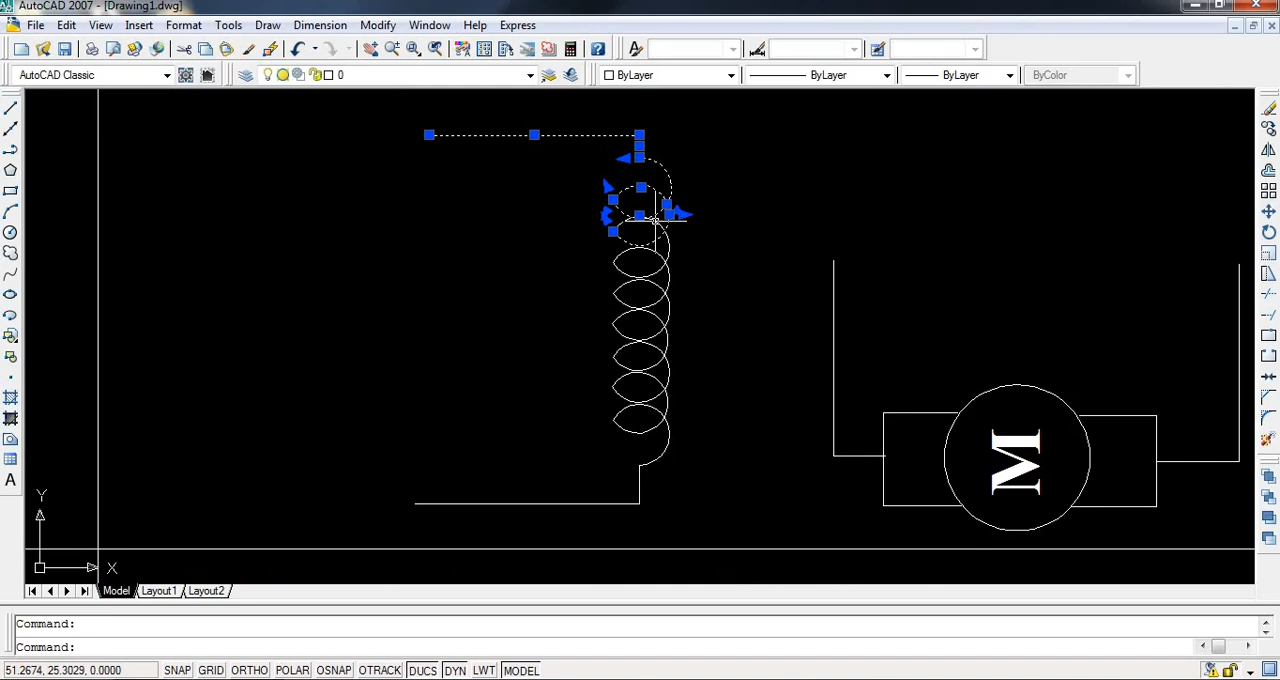 AutoCAD 2007 - [Drawing1.dwg]
File Edit View Insert Format Tools Draw Dimension Modify Window Help Express
AutoCAD Classic 0 ByLayer ByLayer ByLayer ByColor
A
M
Y
X
Model Layout1 Layout2
Command:
Command:
51.2674, 25.3029, 0.0000 SNAP GRID ORTHO POLAR OSNAP OTRACK DUCS DYN LWT MODEL